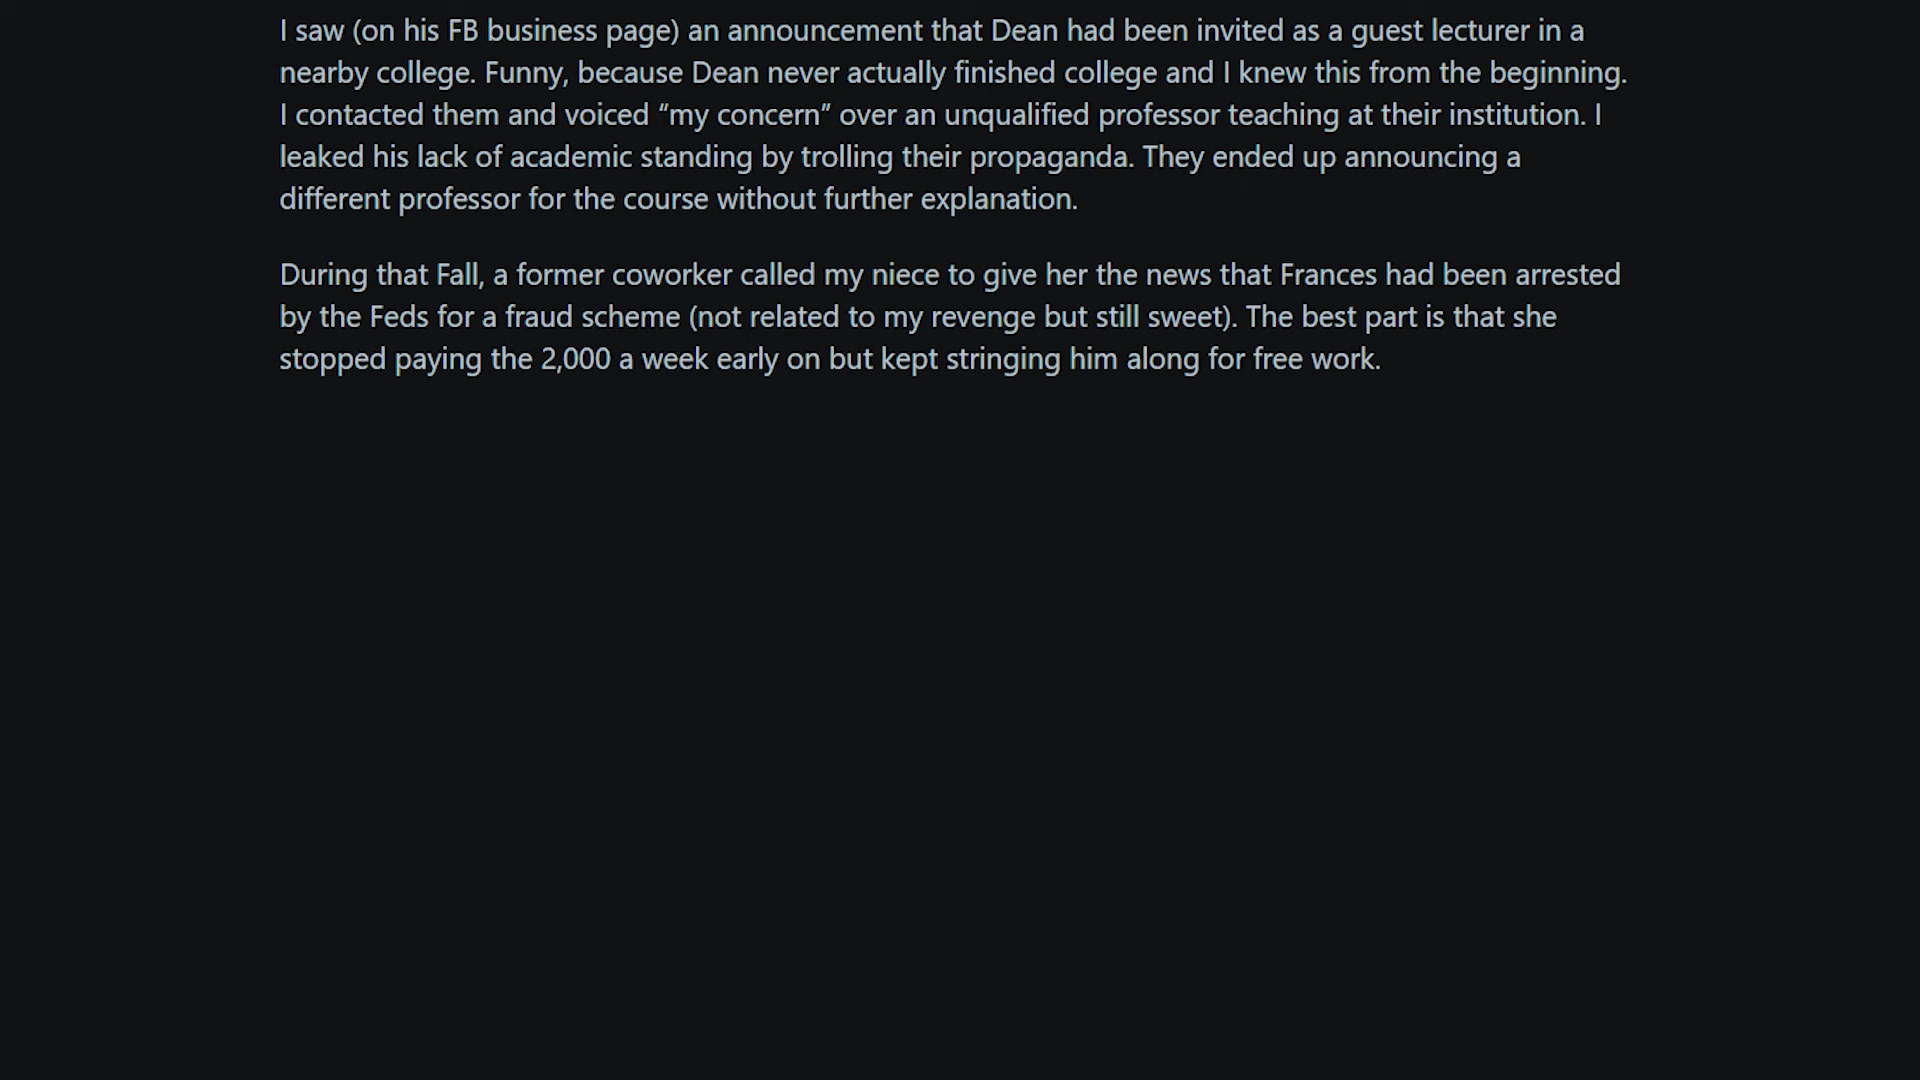 I saw (on his FB business page) an announcement that Dean had been invited as a guest lecturer in a
nearby college. Funny, because Dean never actually finished college and I knew this from the beginning.
I contacted them and voiced “my concern” over an unqualified professor teaching at their institution. I
leaked his lack of academic standing by trolling their propaganda. They ended up announcing a
different professor for the course without further explanation.
During that Fall, a former coworker called my niece to give her the news that Frances had been arrested
by the Feds for a fraud scheme (not related to my revenge but still sweet). The best part is that she
stopped paying the 2,000 a week early on but kept stringing him along for free work.